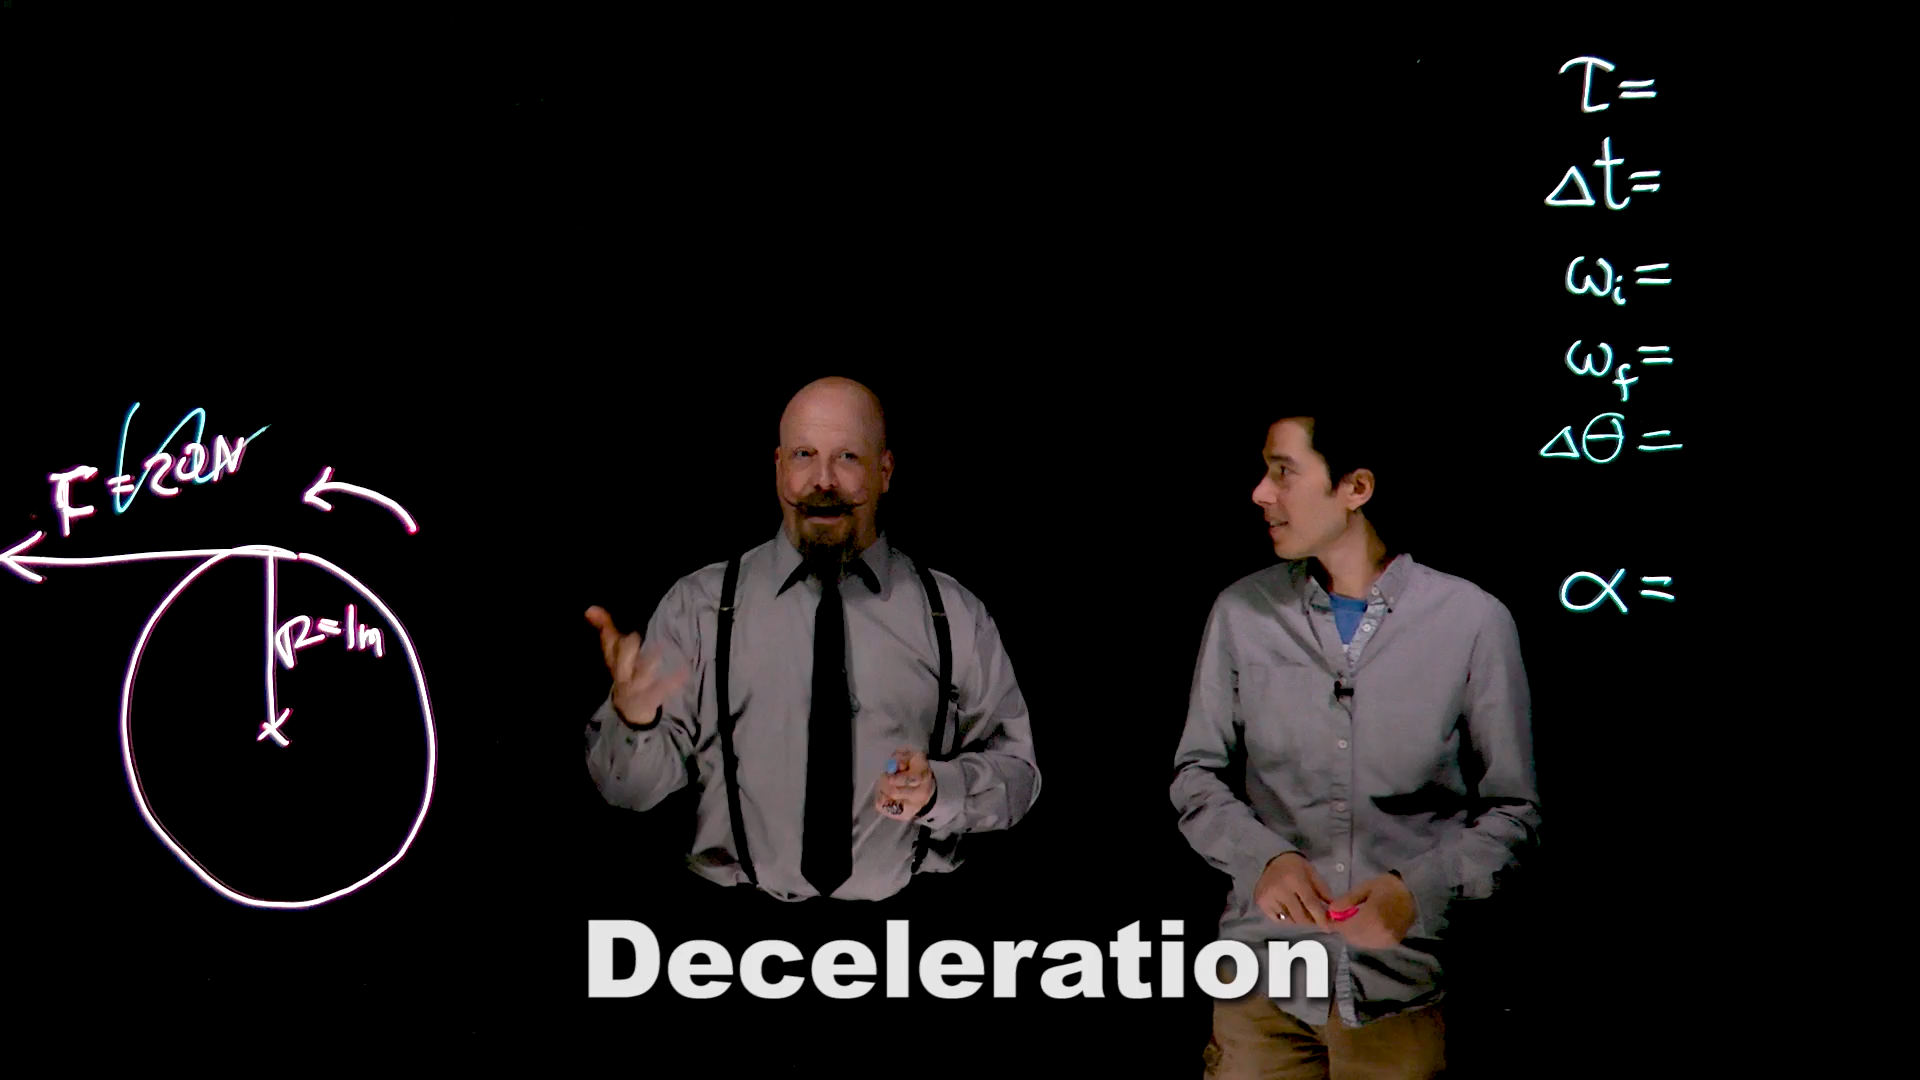 F = 20N
R = 1m
τ =
Δt =
ωi =
ωf =
Δθ =
α =
Deceleration